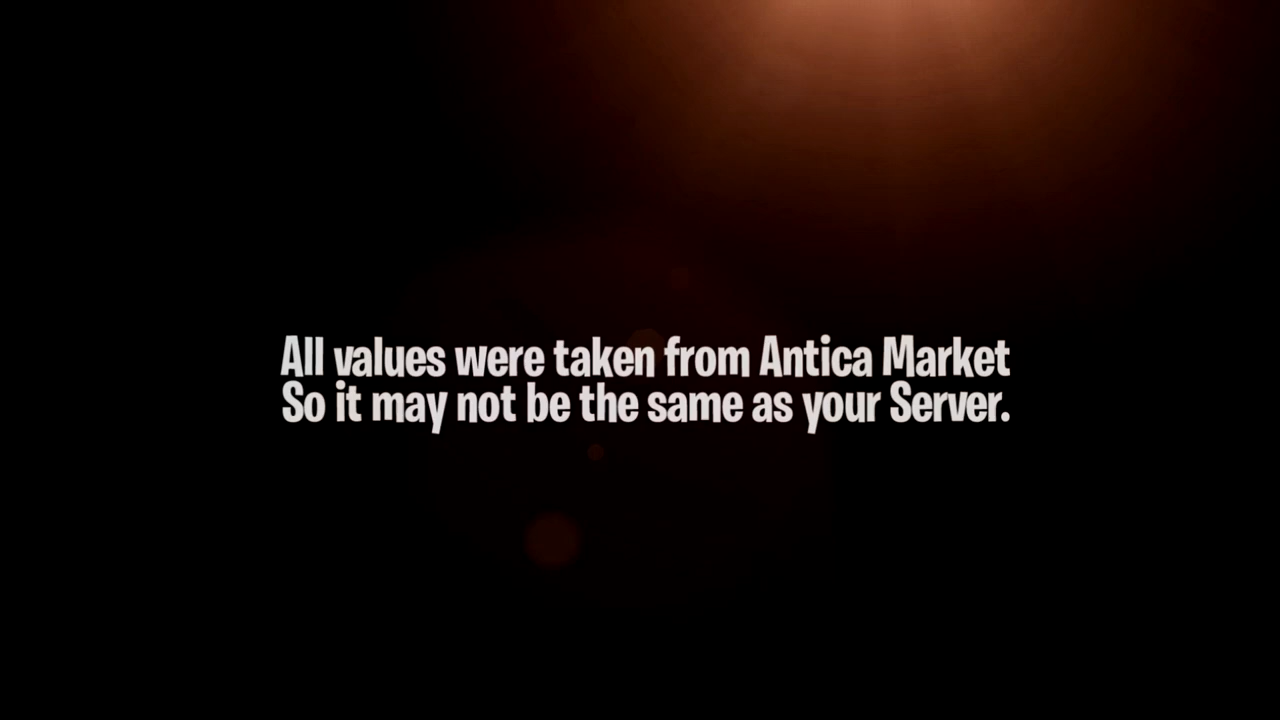 All values were taken from Antica Market
So it may not be the same as your Server.